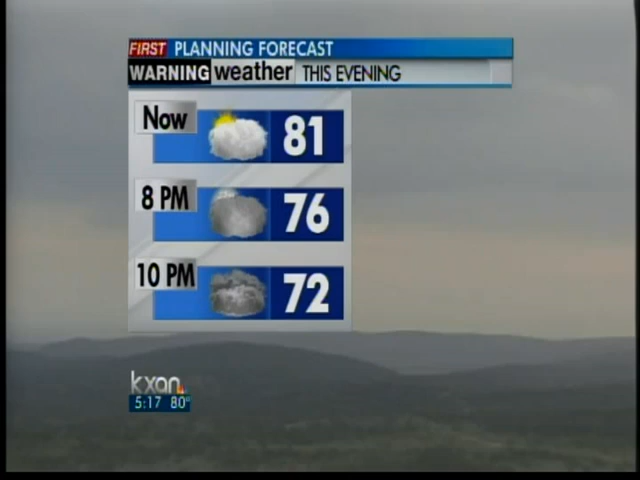 FIRST PLANNING FORECAST
WARNING weather THIS EVENING
Now 81
8 PM 76
10 PM 72
kxan
5:17 80°